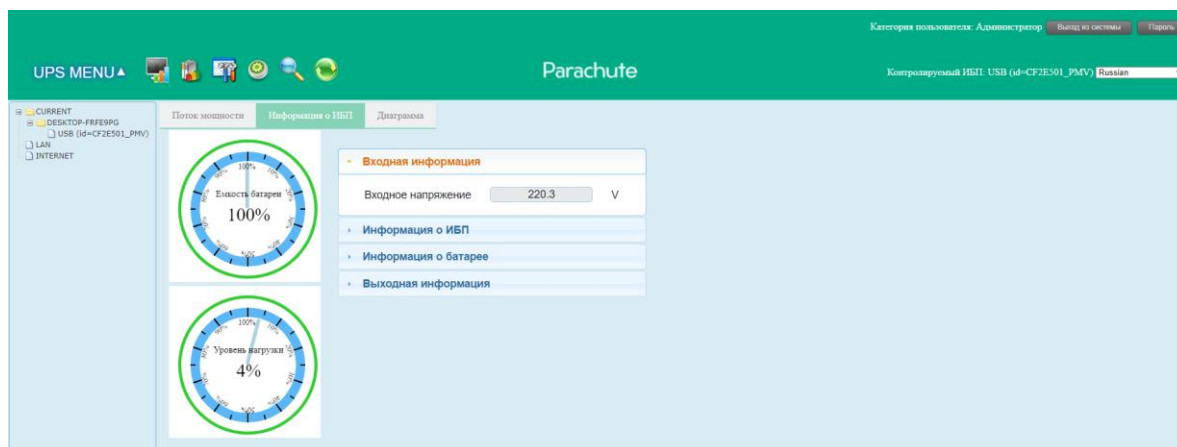 Категория пользователя: Администратор Выход из системы Пароль
UPS MENU▲ Parachute Контролируемый ИБП: USB (id=CF2E501_PMV) Russian
CURRENT
DESKTOP-FRFE9PG
USB (id=CF2E501_PMV)
LAN
INTERNET
Поток мощности Информация о ИБП Диаграмма
100%
Емкость батареи
100%
Входная информация
Входное напряжение 220.3 V
Информация о ИБП
Информация о батарее
Выходная информация
100%
Уровень нагрузки
4%